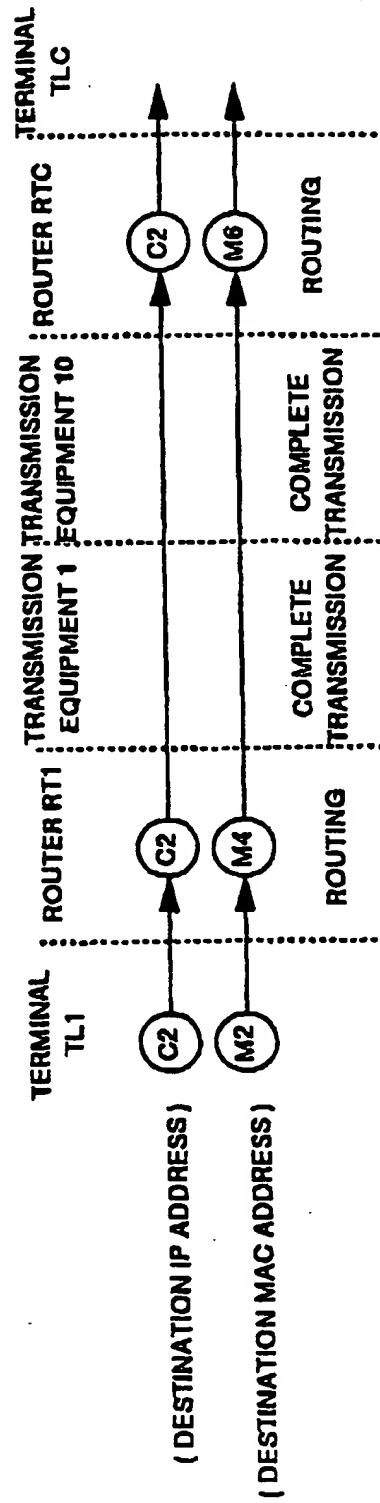 TERMINAL
TL1
ROUTER RT1
TRANSMISSION
EQUIPMENT 1
TRANSMISSION
EQUIPMENT 10
ROUTER RTC
TERMINAL
TLC
( DESTINATION IP ADDRESS )
C2
C2
C2
( DESTINATION MAC ADDRESS )
M2
M4
M6
ROUTING
COMPLETE
TRANSMISSION
COMPLETE
TRANSMISSION
ROUTING